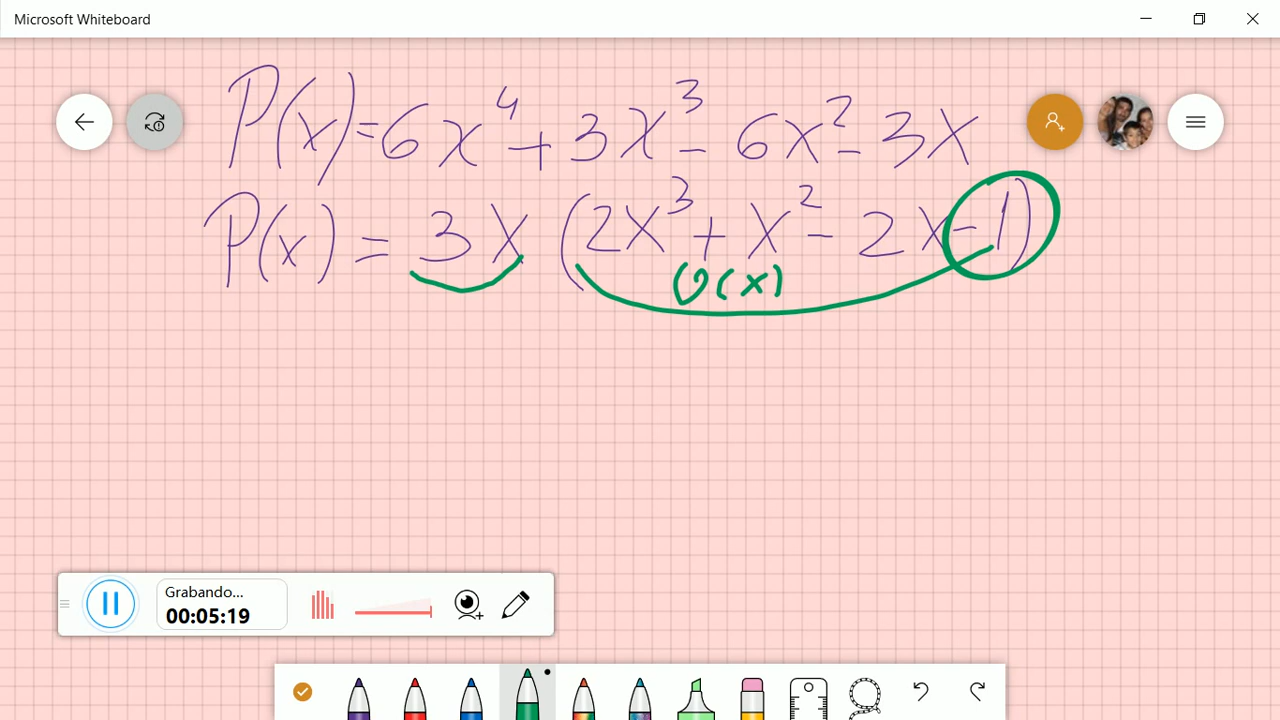 Microsoft Whiteboard
P(x)=6x⁴+3x³-6x²-3x
P(x) = 3x (2x³+x²-2x-1)
Q(x)
Grabando...
00:05:19